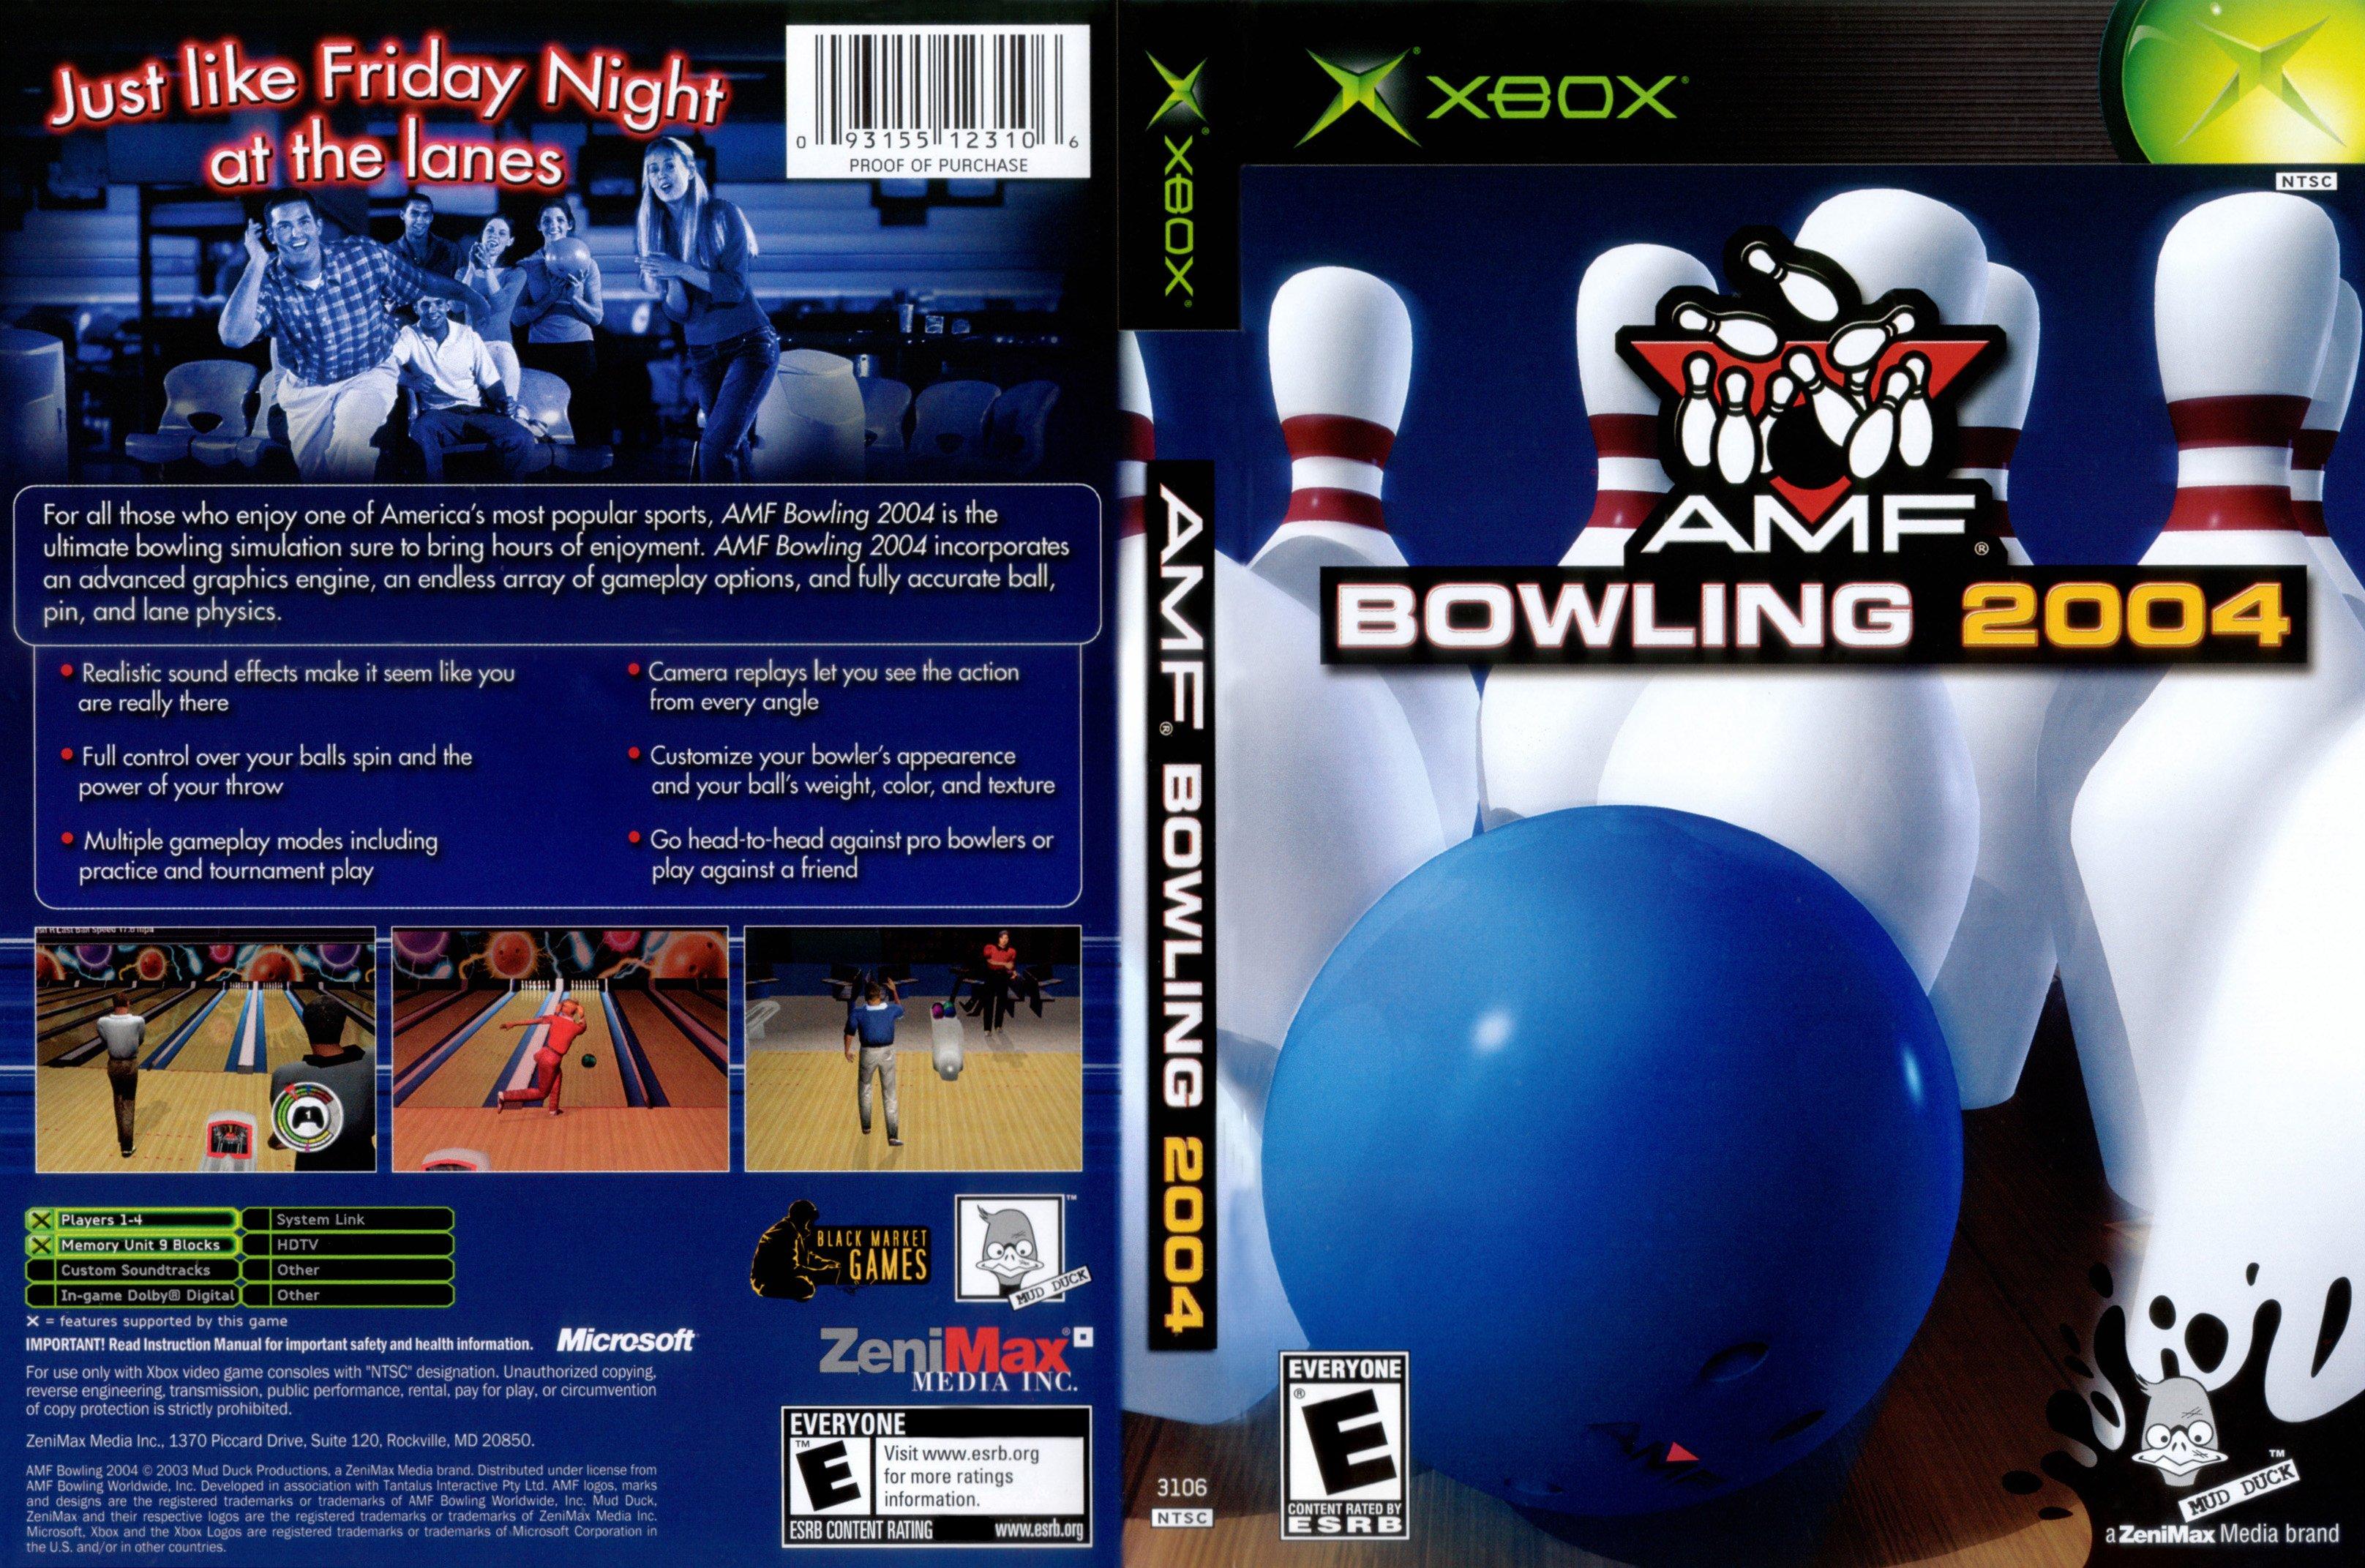 Just like Friday Night
at the lanes
0 93155 12310 6
PROOF OF PURCHASE
For all those who enjoy one of America's most popular sports, AMF Bowling 2004 is the
ultimate bowling simulation sure to bring hours of enjoyment. AMF Bowling 2004 incorporates
an advanced graphics engine, an endless array of gameplay options, and fully accurate ball,
pin, and lane physics.
• Realistic sound effects make it seem like you
are really there
• Full control over your balls spin and the
power of your throw
• Multiple gameplay modes including
practice and tournament play
• Camera replays let you see the action
from every angle
• Customize your bowler's appearence
and your ball's weight, color, and texture
• Go head-to-head against pro bowlers or
play against a friend
Last Ball Speed 17.6 mph
1
X Players 1-4
X Memory Unit 9 Blocks
Custom Soundtracks
In-game Dolby® Digital
System Link
HDTV
Other
Other
X = features supported by this game
IMPORTANT! Read Instruction Manual for important safety and health information.
Microsoft
For use only with Xbox video game consoles with "NTSC" designation. Unauthorized copying,
reverse engineering, transmission, public performance, rental, pay for play, or circumvention
of copy protection is strictly prohibited.
ZeniMax Media Inc., 1370 Piccard Drive, Suite 120, Rockville, MD 20850.
AMF Bowling 2004 © 2003 Mud Duck Productions, a ZeniMax Media brand. Distributed under license from
AMF Bowling Worldwide, Inc. Developed in association with Tantalus Interactive Pty Ltd. AMF logos, marks
and designs are the registered trademarks or trademarks of AMF Bowling Worldwide, Inc. Mud Duck,
ZeniMax and their respective logos are the registered trademarks or trademarks of ZeniMax Media Inc.
Microsoft, Xbox and the Xbox Logos are registered trademarks or trademarks of Microsoft Corporation in
the U.S. and/or in other countries.
BLACK MARKET
GAMES
MUD DUCK™
ZeniMax®
MEDIA INC.
EVERYONE
E™
Visit www.esrb.org
for more ratings
information.
ESRB CONTENT RATING www.esrb.org
XBOX®
AMF® BOWLING 2004
3106
NTSC
XBOX®
NTSC
AMF®
BOWLING 2004
AMF
EVERYONE
E®
CONTENT RATED BY
ESRB
MUD DUCK™
a ZeniMax Media brand